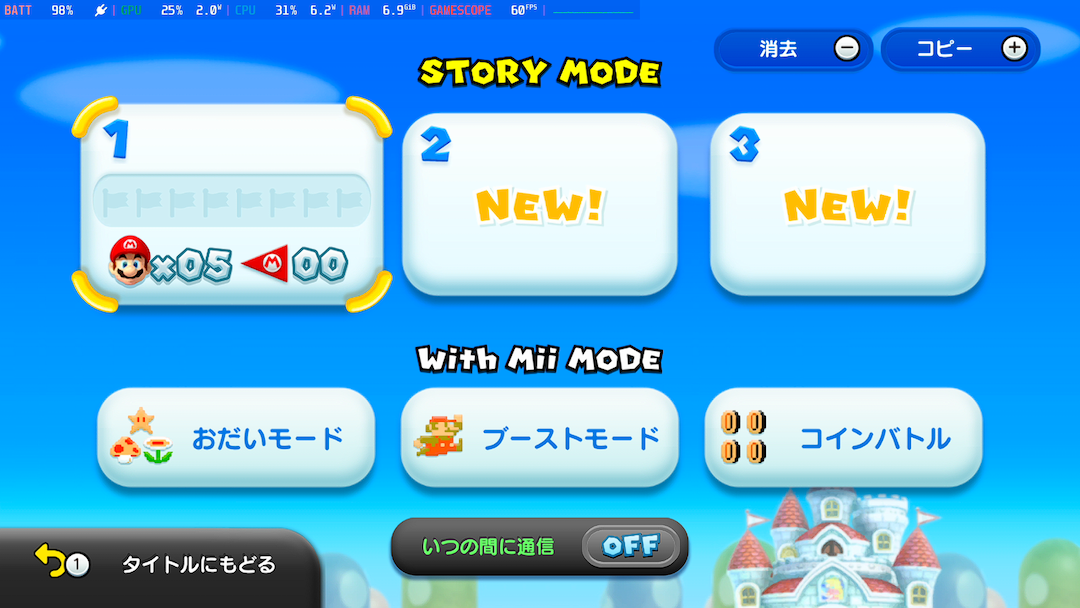 BATT 98% | GPU 25% 2.0W | CPU 31% 6.2W | RAM 6.9GiB | GAMESCOPE 60FPS |
消去 −
コピー +
STORY MODE
1
×05 M 00
2
NEW!
3
NEW!
With Mii MODE
おだいモード
ブーストモード
コインバトル
いつの間に通信 OFF
1 タイトルにもどる